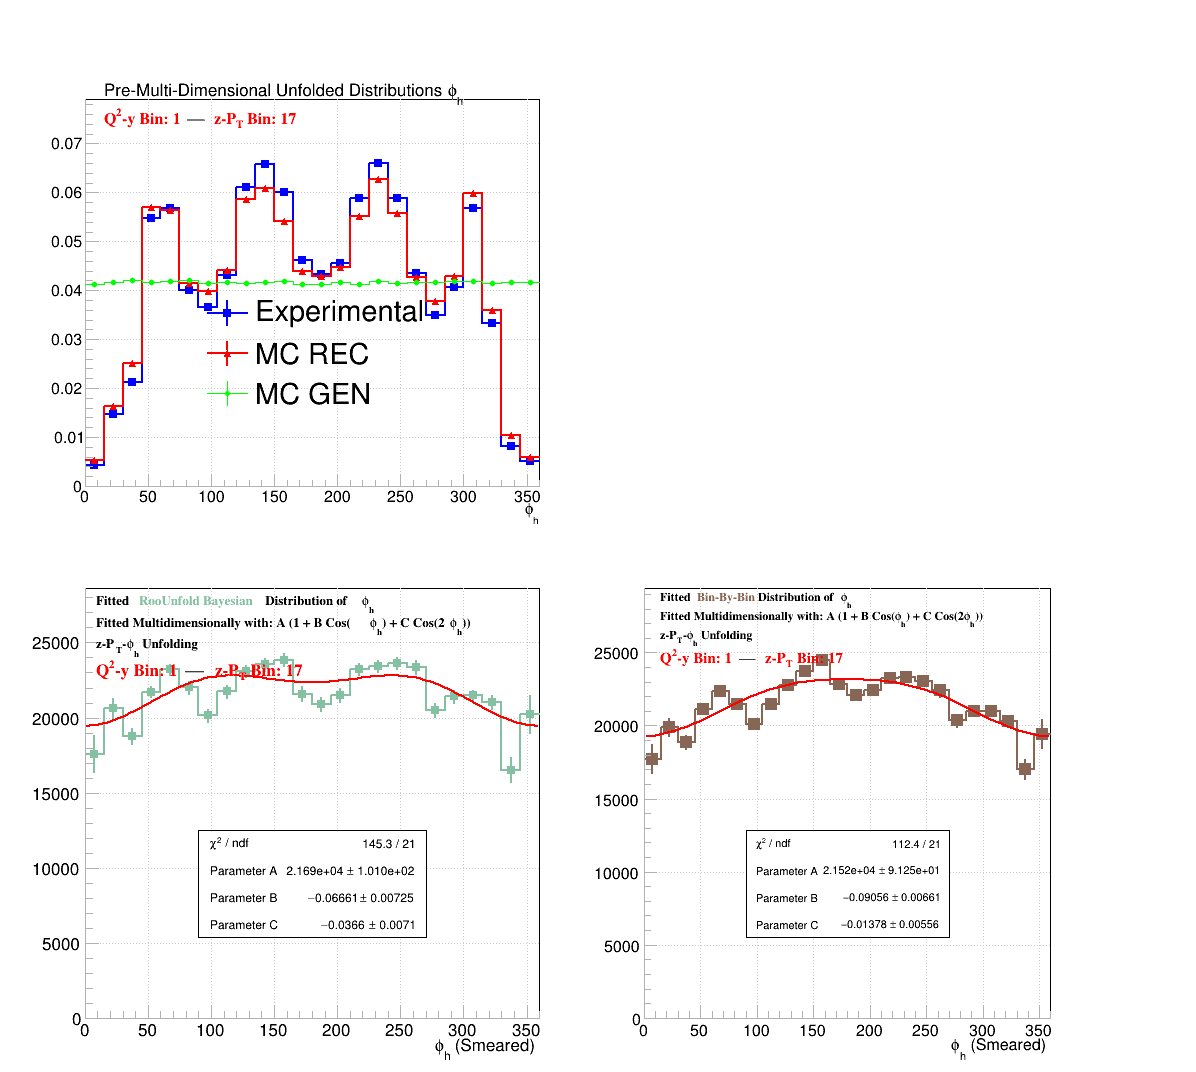 Pre-Multi-Dimensional Unfolded Distributions ϕh
Q2-y Bin: 1 — z-PT Bin: 17
0.07
0.06
0.05
0.04
0.03
0.02
0.01
0
Experimental
MC REC
MC GEN
0 50 100 150 200 250 300 350
ϕh
Fitted RooUnfold Bayesian Distribution of ϕh
Fitted Multidimensionally with: A (1 + B Cos( ϕh) + C Cos(2 ϕh))
z-PT-ϕh Unfolding
Q2-y Bin: 1 — z-PT Bin: 17
25000
20000
15000
10000
5000
0
χ2 / ndf 145.3 / 21
Parameter A 2.169e+04 ± 1.010e+02
Parameter B −0.06661 ± 0.00725
Parameter C −0.0366 ± 0.0071
0 50 100 150 200 250 300 350
ϕh (Smeared)
Fitted Bin-By-Bin Distribution of ϕh
Fitted Multidimensionally with: A (1 + B Cos(ϕh) + C Cos(2ϕh))
z-PT-ϕh Unfolding
Q2-y Bin: 1 — z-PT Bin: 17
25000
20000
15000
10000
5000
0
χ2 / ndf 112.4 / 21
Parameter A 2.152e+04 ± 9.125e+01
Parameter B −0.09056 ± 0.00661
Parameter C −0.01378 ± 0.00556
0 50 100 150 200 250 300 350
ϕh (Smeared)